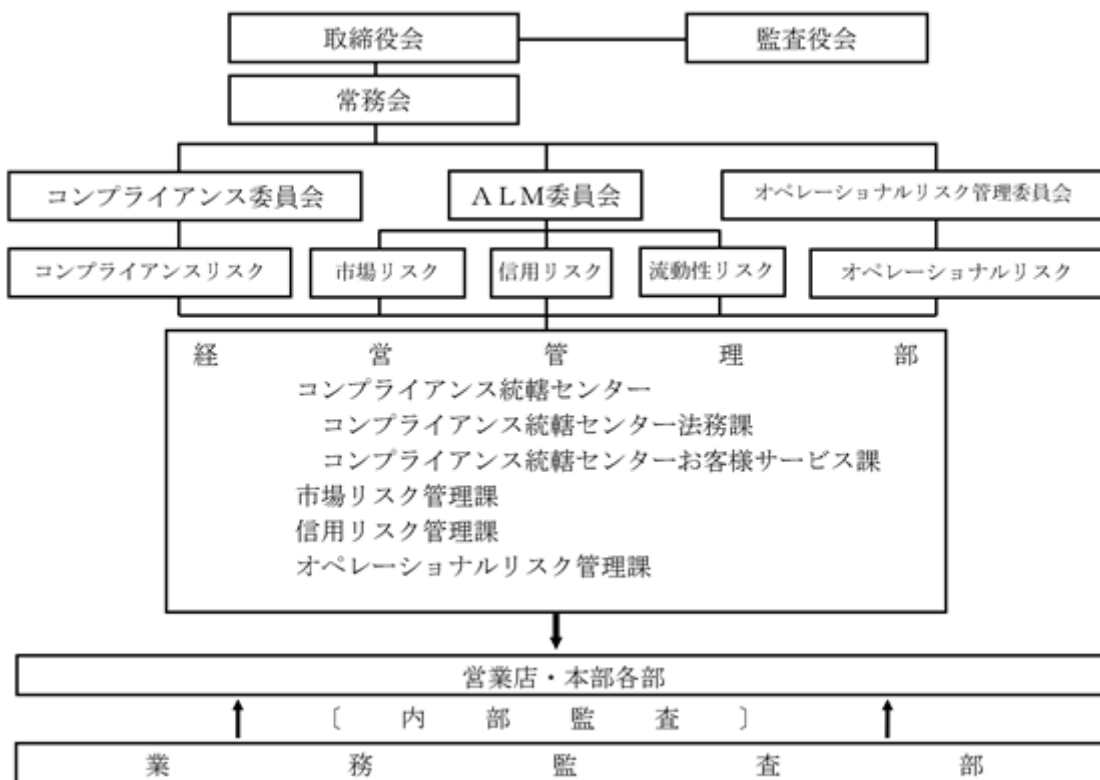 取締役会
監査役会
常務会
コンプライアンス委員会
ALM委員会
オペレーショナルリスク管理委員会
コンプライアンスリスク
市場リスク
信用リスク
流動性リスク
オペレーショナルリスク
経営管理部
コンプライアンス統轄センター
コンプライアンス統轄センター法務課
コンプライアンス統轄センターお客様サービス課
市場リスク管理課
信用リスク管理課
オペレーショナルリスク管理課
営業店・本部各部
〔 内 部 監 査 〕
業務監査部